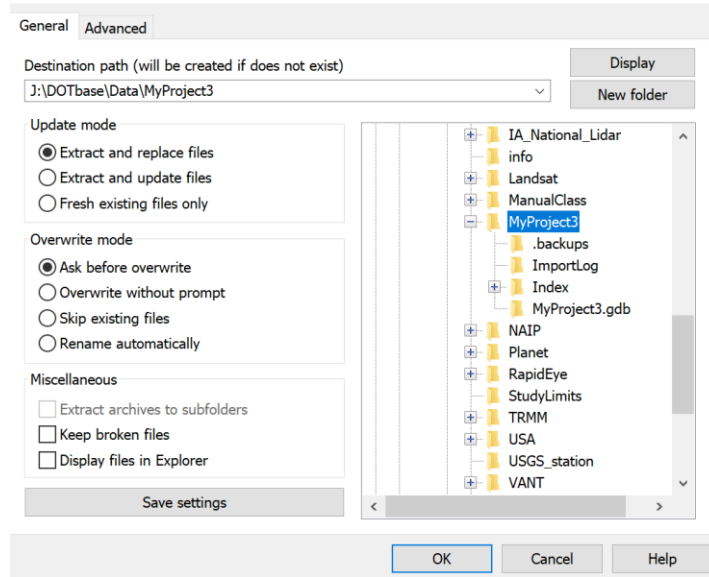 General
Advanced
Destination path (will be created if does not exist)
J:\DOTbase\Data\MyProject3
Display
New folder
Update mode
Extract and replace files
Extract and update files
Fresh existing files only
Overwrite mode
Ask before overwrite
Overwrite without prompt
Skip existing files
Rename automatically
Miscellaneous
Extract archives to subfolders
Keep broken files
Display files in Explorer
Save settings
IA_National_Lidar
info
Landsat
ManualClass
MyProject3
.backups
ImportLog
Index
MyProject3.gdb
NAIP
Planet
RapidEye
StudyLimits
TRMM
USA
USGS_station
VANT
OK
Cancel
Help